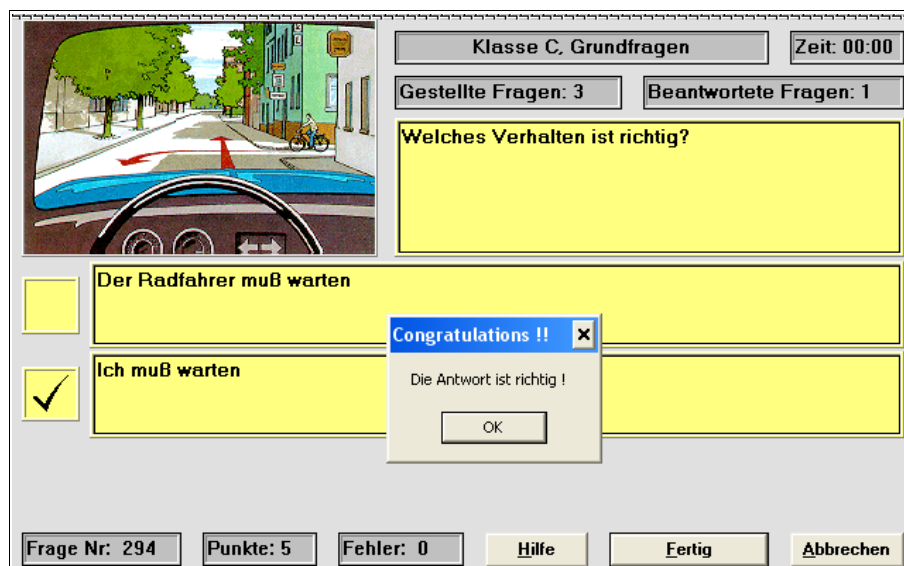 Klasse C, Grundfragen
Zeit: 00:00
Gestellte Fragen: 3
Beantwortete Fragen: 1
Welches Verhalten ist richtig?
Der Radfahrer muß warten
Ich muß warten
Congratulations !!
Die Antwort ist richtig !
OK
Frage Nr: 294
Punkte: 5
Fehler: 0
Hilfe
Fertig
Abbrechen